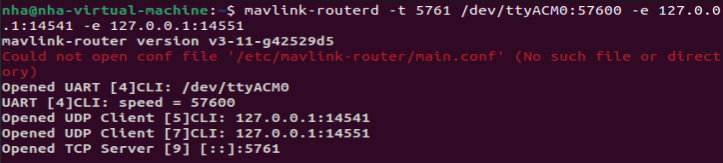 nha@nha-virtual-machine:~$ mavlink-routerd -t 5761 /dev/ttyACM0:57600 -e 127.0.0
.1:14541 -e 127.0.0.1:14551
mavlink-router version v3-11-g42529d5
Could not open conf file '/etc/mavlink-router/main.conf' (No such file or direct
ory)
Opened UART [4]CLI: /dev/ttyACM0
UART [4]CLI: speed = 57600
Opened UDP Client [5]CLI: 127.0.0.1:14541
Opened UDP Client [7]CLI: 127.0.0.1:14551
Opened TCP Server [9] [::]:5761